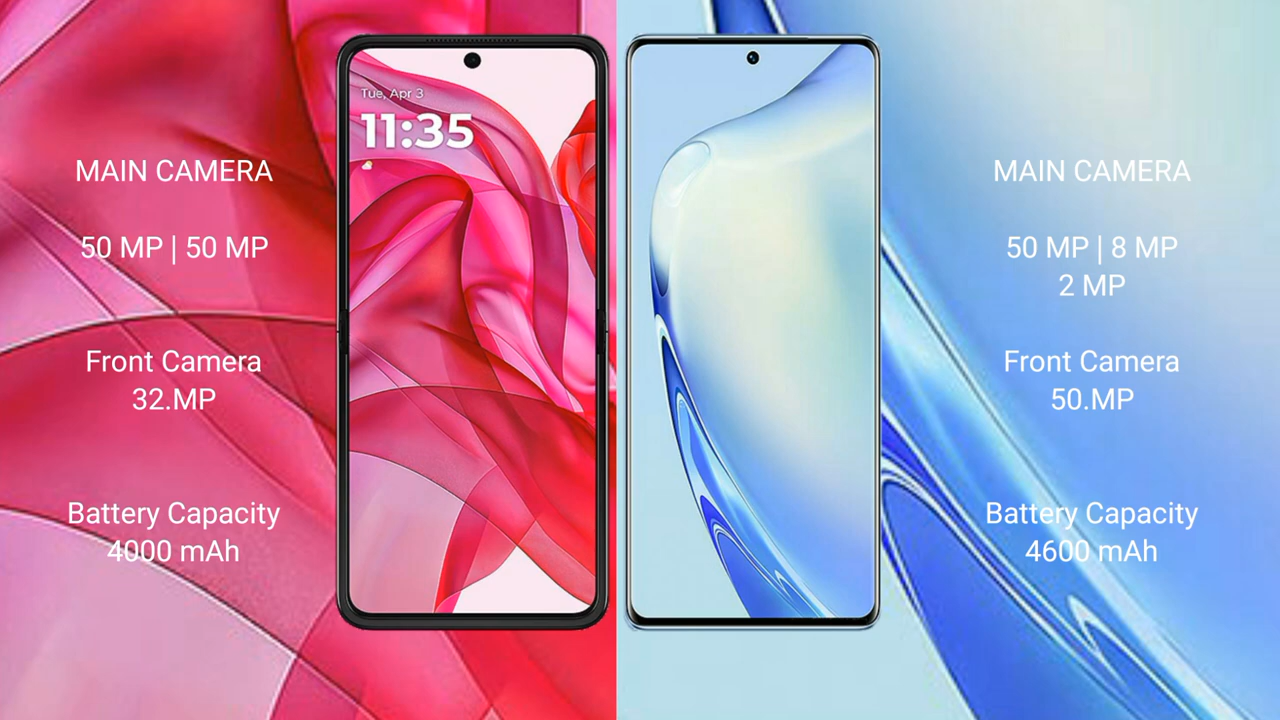 MAIN CAMERA
50 MP | 50 MP
Front Camera
32.MP
Battery Capacity
4000 mAh
Tue, Apr 3
11:35
MAIN CAMERA
50 MP | 8 MP
2 MP
Front Camera
50.MP
Battery Capacity
4600 mAh